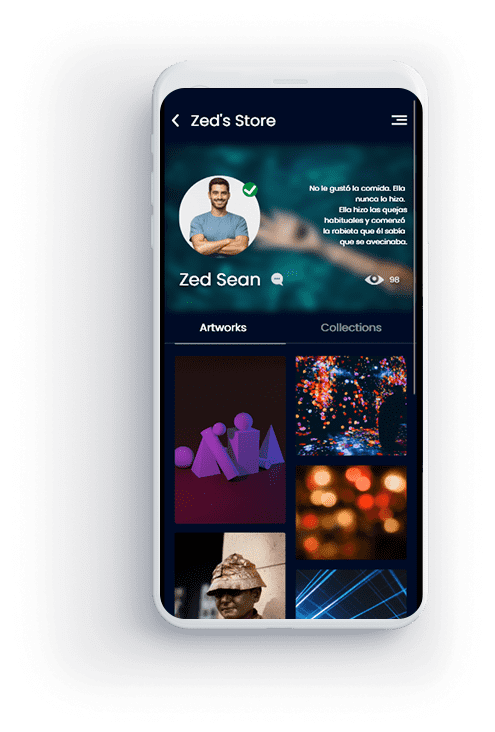 Zed's Store
No le gustó la comida. Ella
nunca lo hizo.
Ella hizo las quejas
habituales y comenzó
la rabieta que él sabía
que se avecinaba.
Zed Sean
98
Artworks
Collections